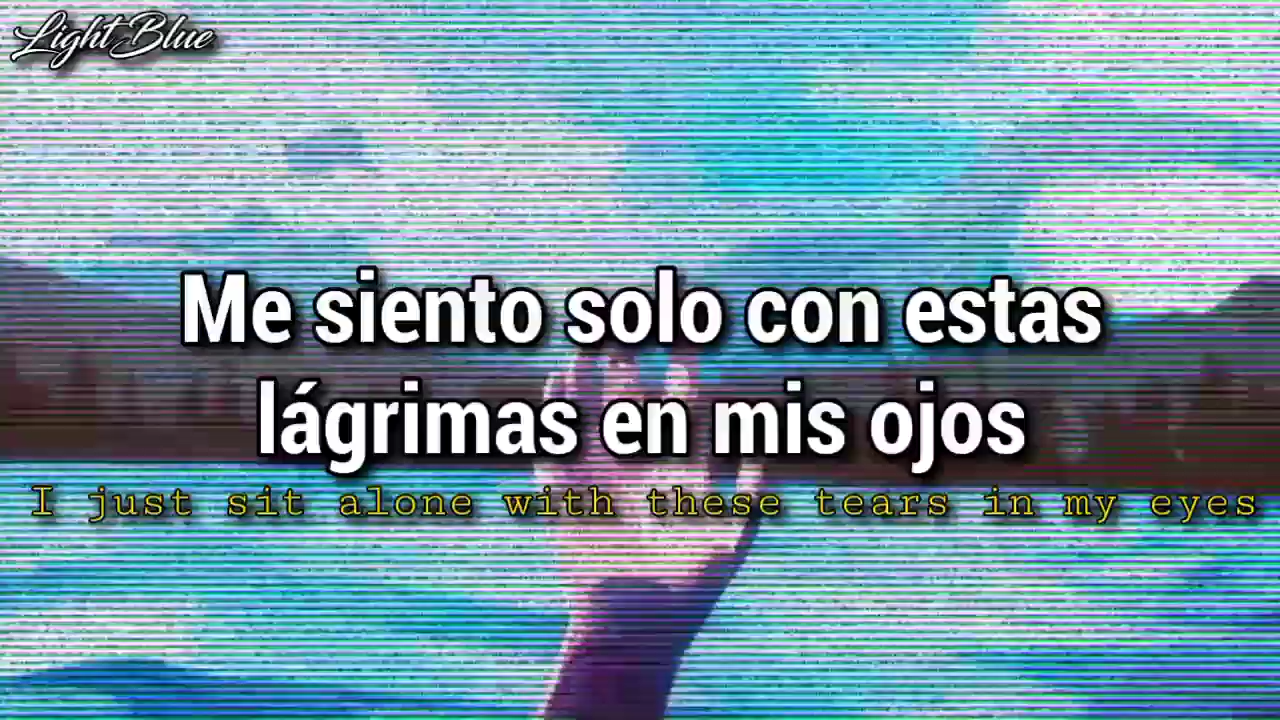 Light Blue
Me siento solo con estas
lágrimas en mis ojos
I just sit alone with these tears in my eyes